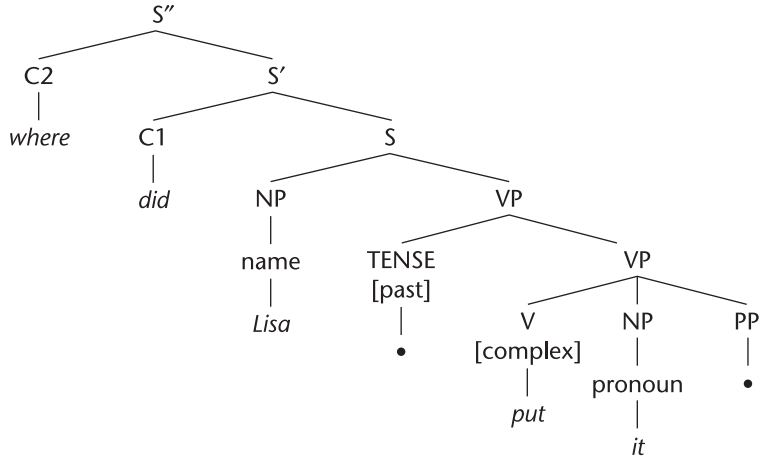 S″
C2 S′
where C1 S
did NP VP
name TENSE VP
[past]
Lisa V NP PP
• [complex]
pronoun •
put
it